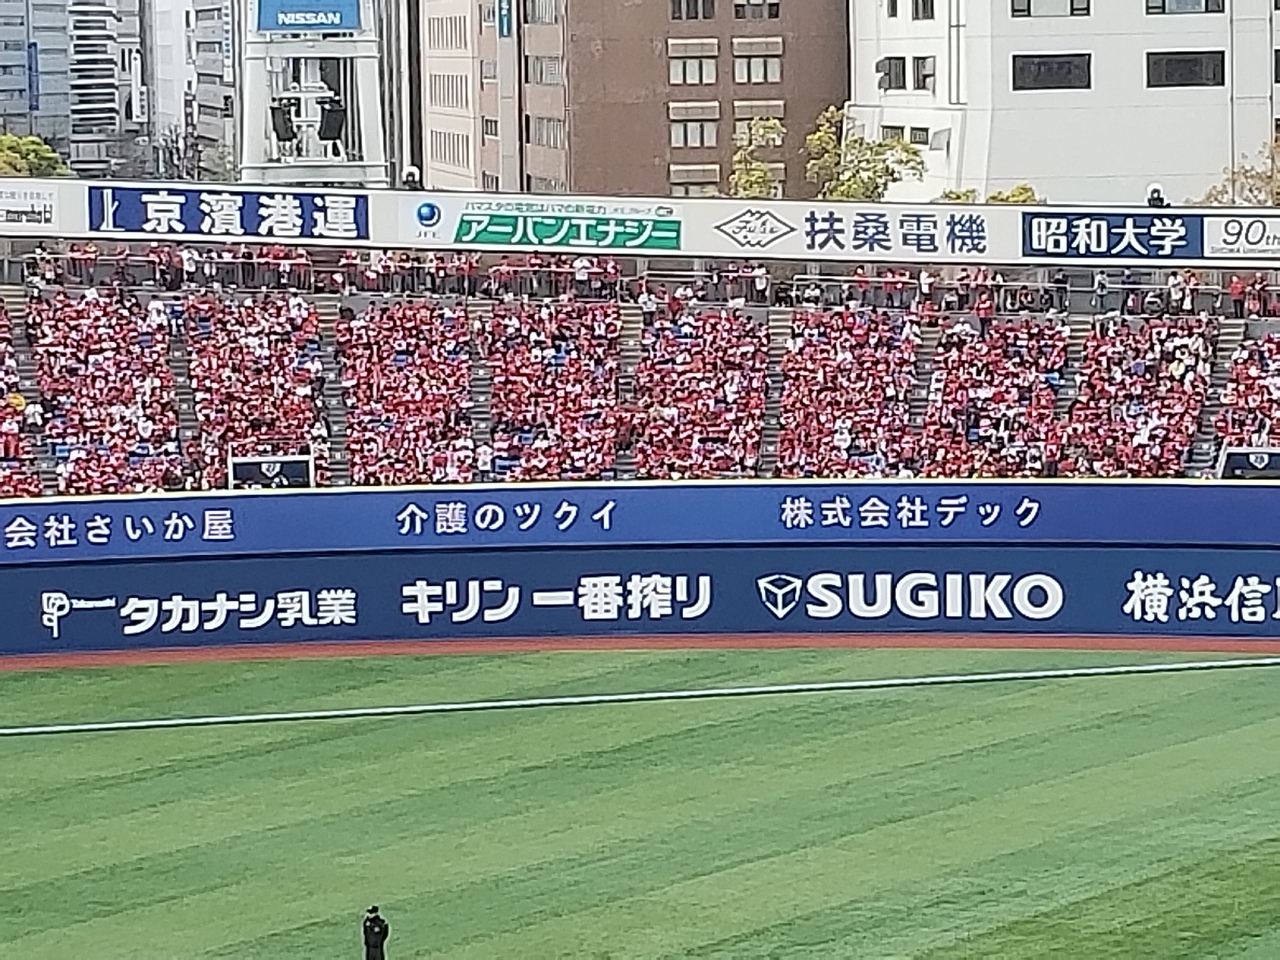 NISSAN
京濱港運
JFE
ハマスタの電気はハマの新電力
アーバンエナジー
扶桑電機
昭和大学
90th
会社さいか屋
介護のツクイ
株式会社デック
Takanashi
タカナシ乳業
キリン一番搾り
SUGIKO
横浜信